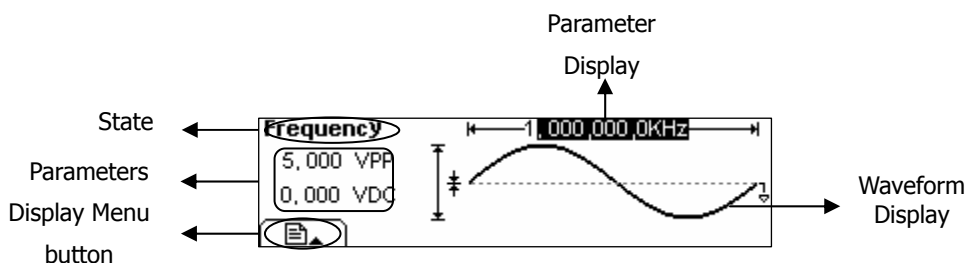 Parameter
Display
State
Frequency
1,000,000,0KHz
5,000 VPP
0,000 VDC
Parameters
Display Menu
button
Waveform
Display